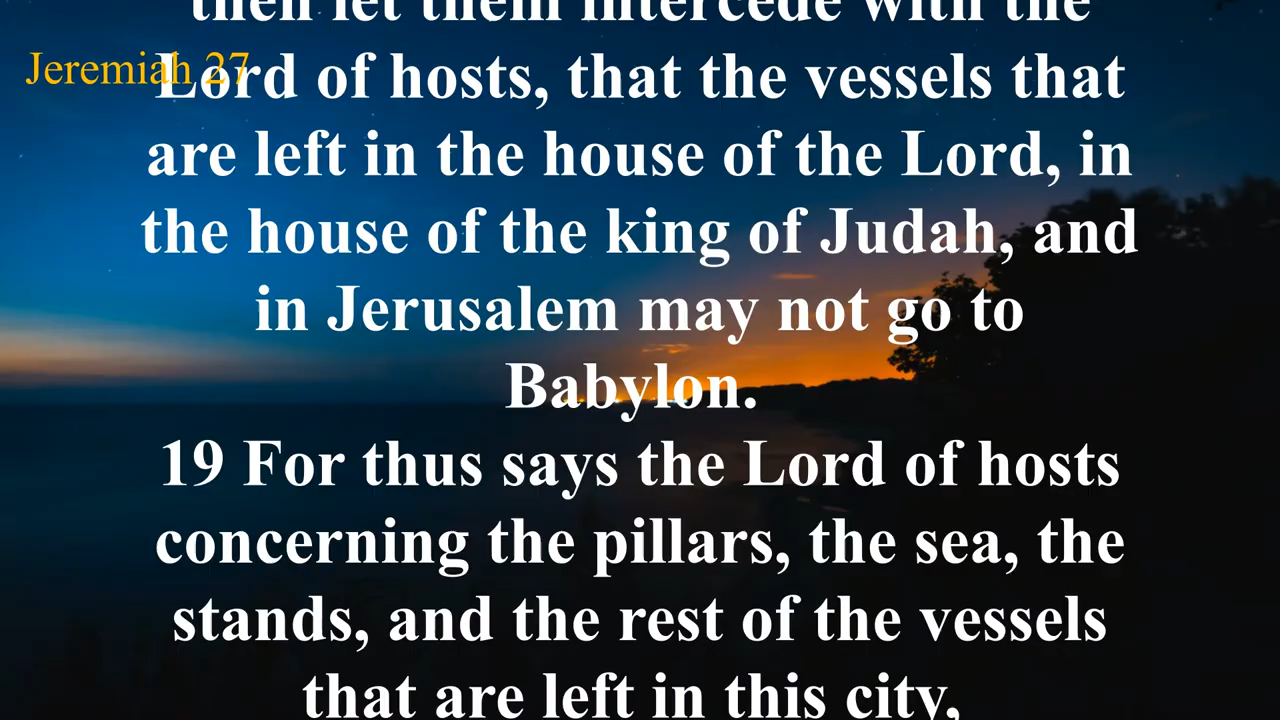 then let them intercede with the
Jeremiah 27
Lord of hosts, that the vessels that
are left in the house of the Lord, in
the house of the king of Judah, and
in Jerusalem may not go to
Babylon.
19 For thus says the Lord of hosts
concerning the pillars, the sea, the
stands, and the rest of the vessels
that are left in this city,